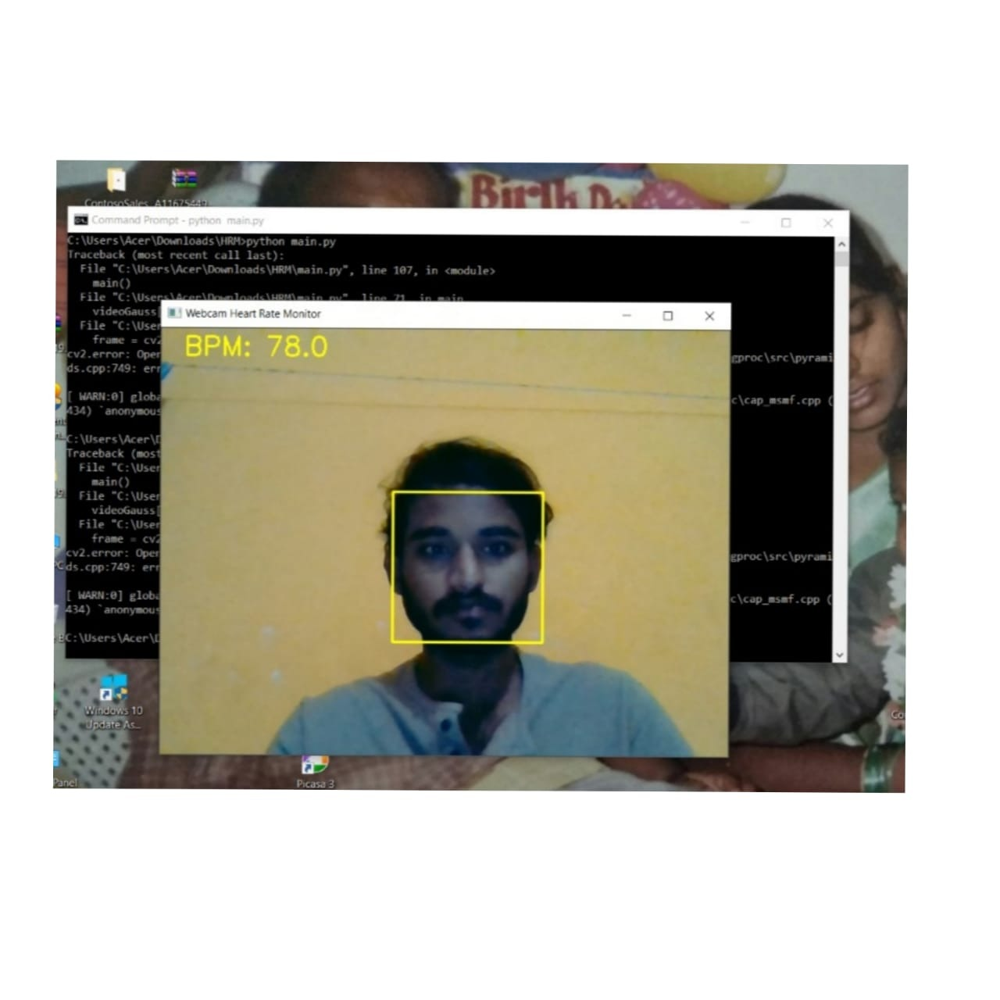 Birth Da
ContosoSales_A11675449
Command Prompt - python  main.py
C:\Users\Acer\Downloads\HRM>python main.py
Traceback (most recent call last):
  File "C:\Users\Acer\Downloads\HRM\main.py", line 107, in <module>
    main()
  File "C:\Users\Acer\Downloads\HRM\main.py", line 71, in main
    videoGauss
  File "C:\User
    frame = cv2
cv2.error: Open
gproc\src\pyrami
ds.cpp:749: err
[ WARN:0] globa
c\cap_msmf.cpp (
434) `anonymous
C:\Users\Acer\D
Traceback (most
  File "C:\User
    main()
  File "C:\User
    videoGauss[
  File "C:\User
    frame = cv2
cv2.error: Oper
gproc\src\pyrami
ds.cpp:749: err
[ WARN:0] globa
c\cap_msmf.cpp (
434) `anonymous
C:\Users\Acer\D
Webcam Heart Rate Monitor
BPM: 78.0
Windows 10
Update As...
Panel
Picasa 3
Co